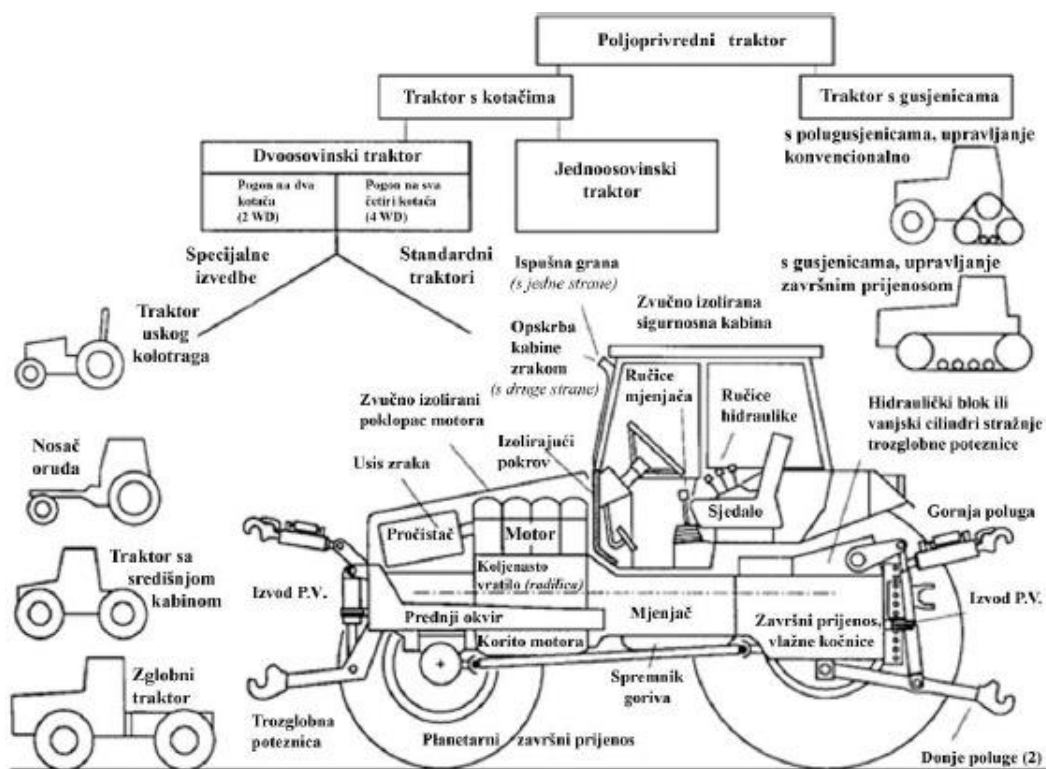 Poljoprivredni traktor
Traktor s kotačima
Traktor s gusjenicama
Dvoosovinski traktor
Pogon na dva
kotača
(2 WD)
Pogon na sva
četiri kotača
(4 WD)
Jednoosovinski
traktor
s polugusjenicama, upravljanje
konvencionalno
Specijalne
izvedbe
Standardni
traktori
Ispušna grana
(s jedne strane)
s gusjenicama, upravljanje
završnim prijenosom
Zvučno izolirana
sigurnosna kabina
Traktor
uskog
kolotraga
Opskrba
kabine
zrakom
(s druge strane)
Zvučno izolirani
poklopac motora
Ručice
mjenjača
Ručice
hidraulike
Hidraulički blok ili
vanjski cilindri stražnje
trozglobne poteznice
Izolirajući
pokrov
Usis zraka
Nosač
oruđa
Pročistač
Motor
Sjedalo
Gornja poluga
Koljenasto
vratilo (radilica)
Traktor sa
središnjom
kabinom
Izvod P.V.
Izvod P.V.
Prednji okvir
Mjenjač
Završni prijenos,
vlažne kočnice
Korito motora
Zglobni
traktor
Spremnik
goriva
Trozglobna
poteznica
Planetarni završni prijenos
Donje poluge (2)